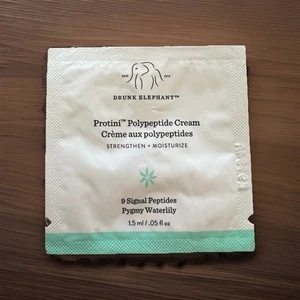 DRUNK ELEPHANT™
Protini™ Polypeptide Cream
Crème aux polypeptides
STRENGTHEN + MOISTURIZE
9 Signal Peptides
Pygmy Waterlily
1.5 ml / .05 fl oz